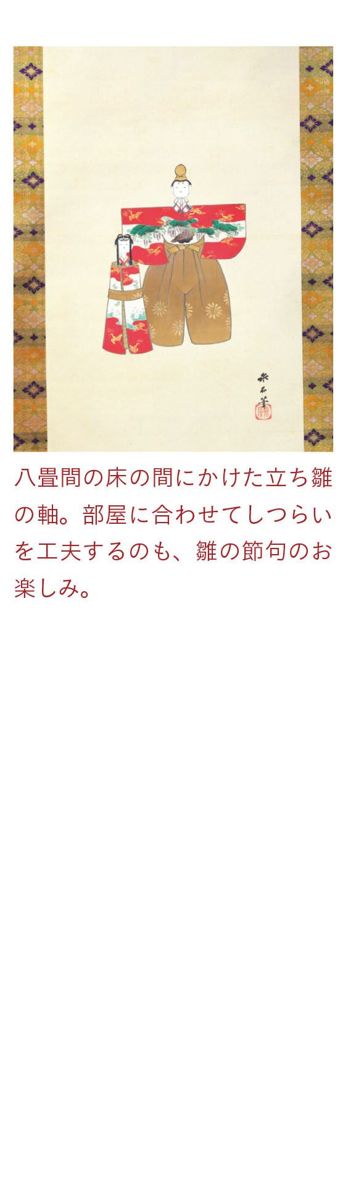 八畳間の床の間にかけた立ち雛
の軸。部屋に合わせてしつらい
を工夫するのも、雛の節句のお
楽しみ。